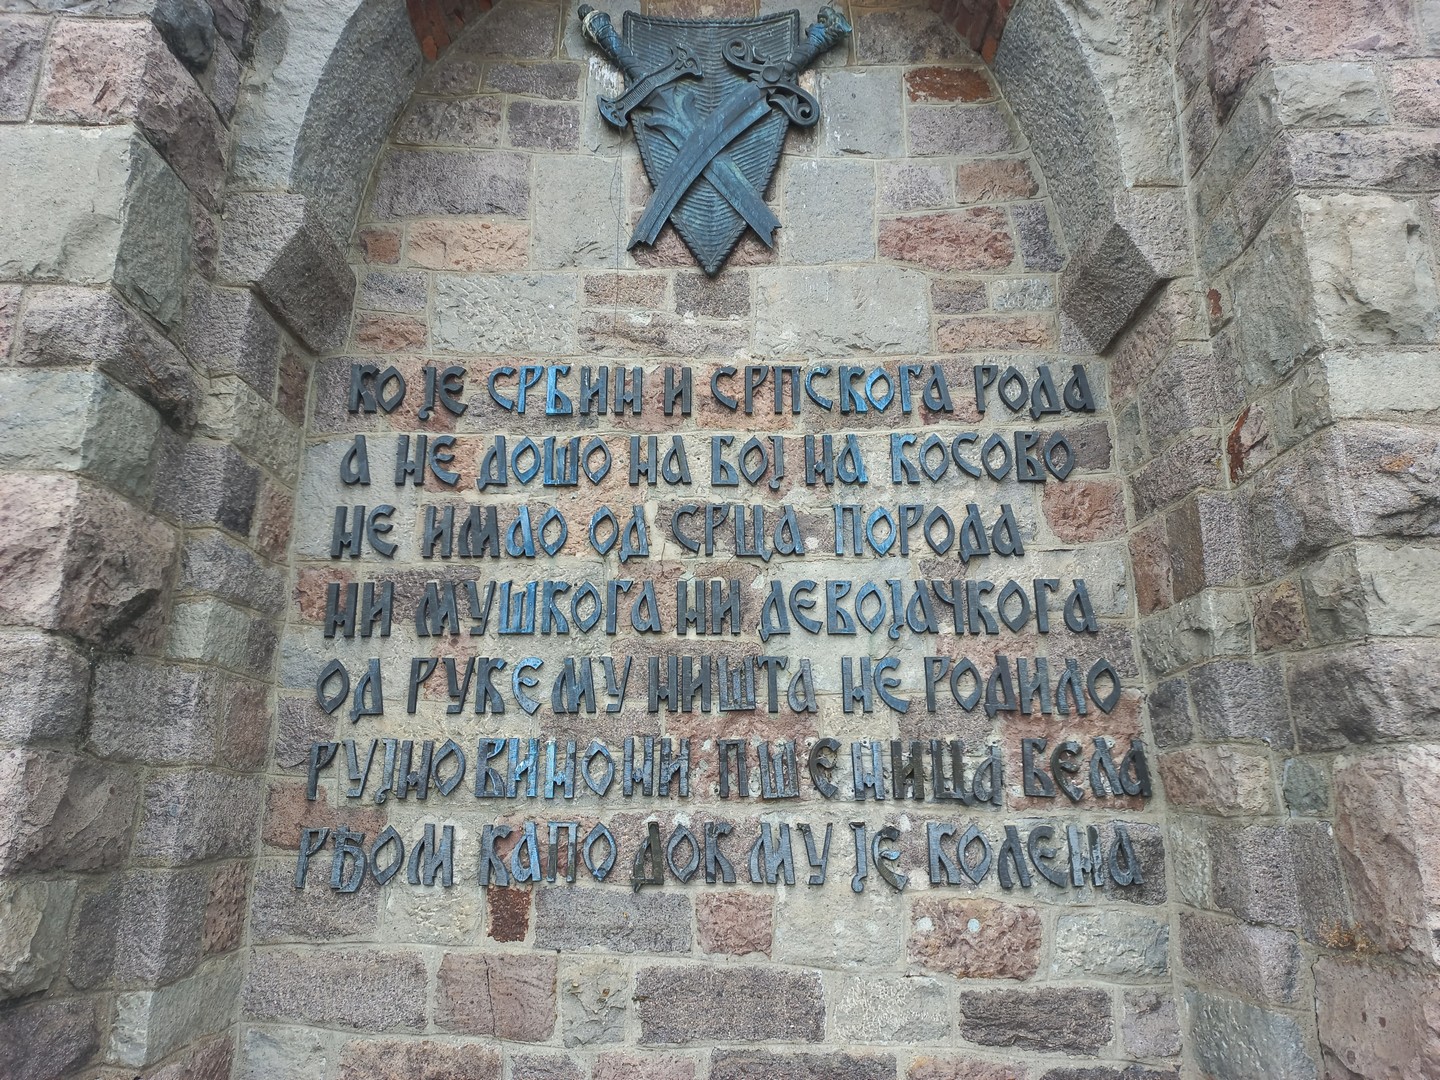 КО ЈЕ СРБИН И СРПСКОГА РОДА
А НЕ ДОШО НА БОЈ НА КОСОВО
НЕ ИМАО ОД СРЦА ПОРОДА
НИ МУШКОГА НИ ДЕВОЈАЧКОГА
ОД РУКЕ МУ НИШТА НЕ РОДИЛО
РУЈНО ВИНО НИ ПШЕНИЦА БЕЛА
РЂОМ КАПО ДОК МУ ЈЕ КОЛЕНА